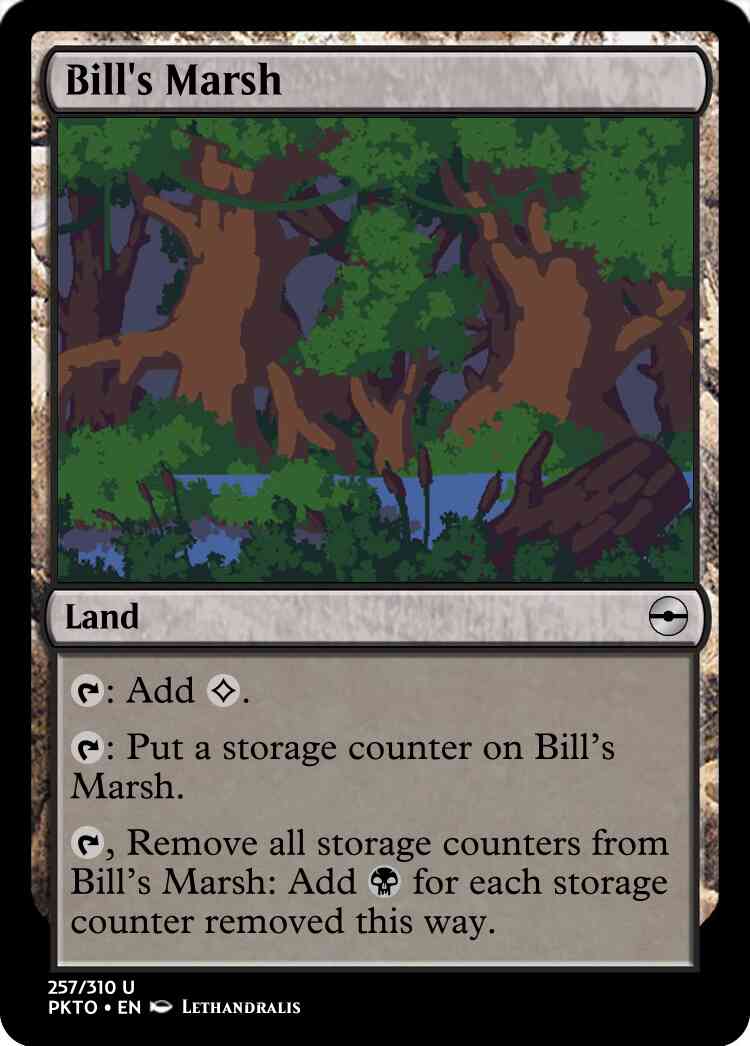 Bill's Marsh
Land
: Add .
: Put a storage counter on Bill's
Marsh.
, Remove all storage counters from
Bill's Marsh: Add for each storage
counter removed this way.
257/310 U
PKTO • EN Lethandralis